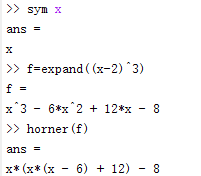 >> sym x
ans =
x
>> f=expand((x-2)^3)
f =
x^3 - 6*x^2 + 12*x - 8
>> horner(f)
ans =
x*(x*(x - 6) + 12) - 8